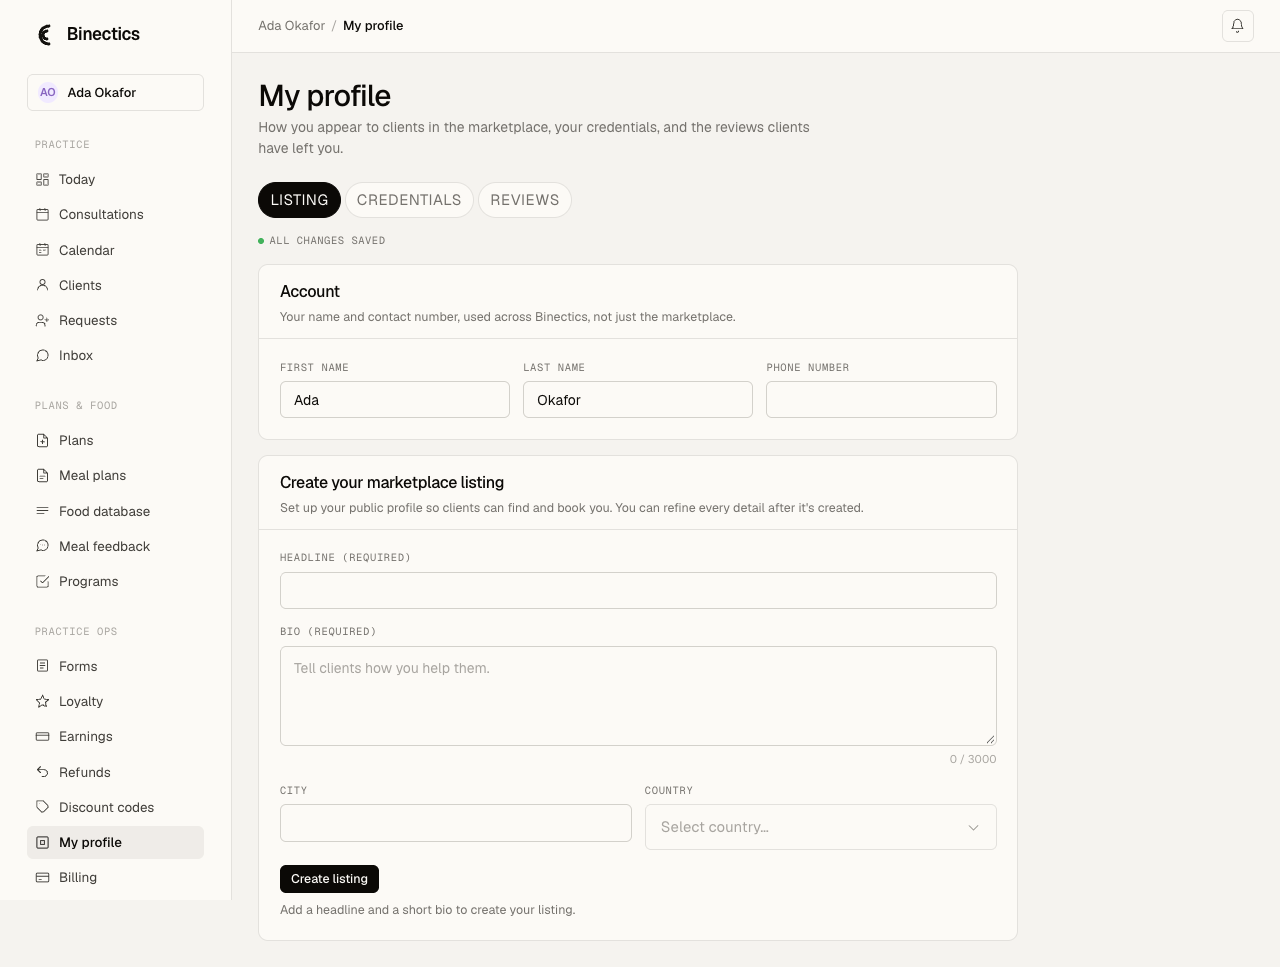 Binectics
AO Ada Okafor
PRACTICE
Today
Consultations
Calendar
Clients
Requests
Inbox
PLANS & FOOD
Plans
Meal plans
Food database
Meal feedback
Programs
PRACTICE OPS
Forms
Loyalty
Earnings
Refunds
Discount codes
My profile
Billing
Ada Okafor / My profile
My profile
How you appear to clients in the marketplace, your credentials, and the reviews clients
have left you.
LISTING CREDENTIALS REVIEWS
ALL CHANGES SAVED
Account
Your name and contact number, used across Binectics, not just the marketplace.
FIRST NAME LAST NAME PHONE NUMBER
Ada Okafor
Create your marketplace listing
Set up your public profile so clients can find and book you. You can refine every detail after it's created.
HEADLINE (REQUIRED)
BIO (REQUIRED)
Tell clients how you help them.
0 / 3000
CITY COUNTRY
Select country...
Create listing
Add a headline and a short bio to create your listing.